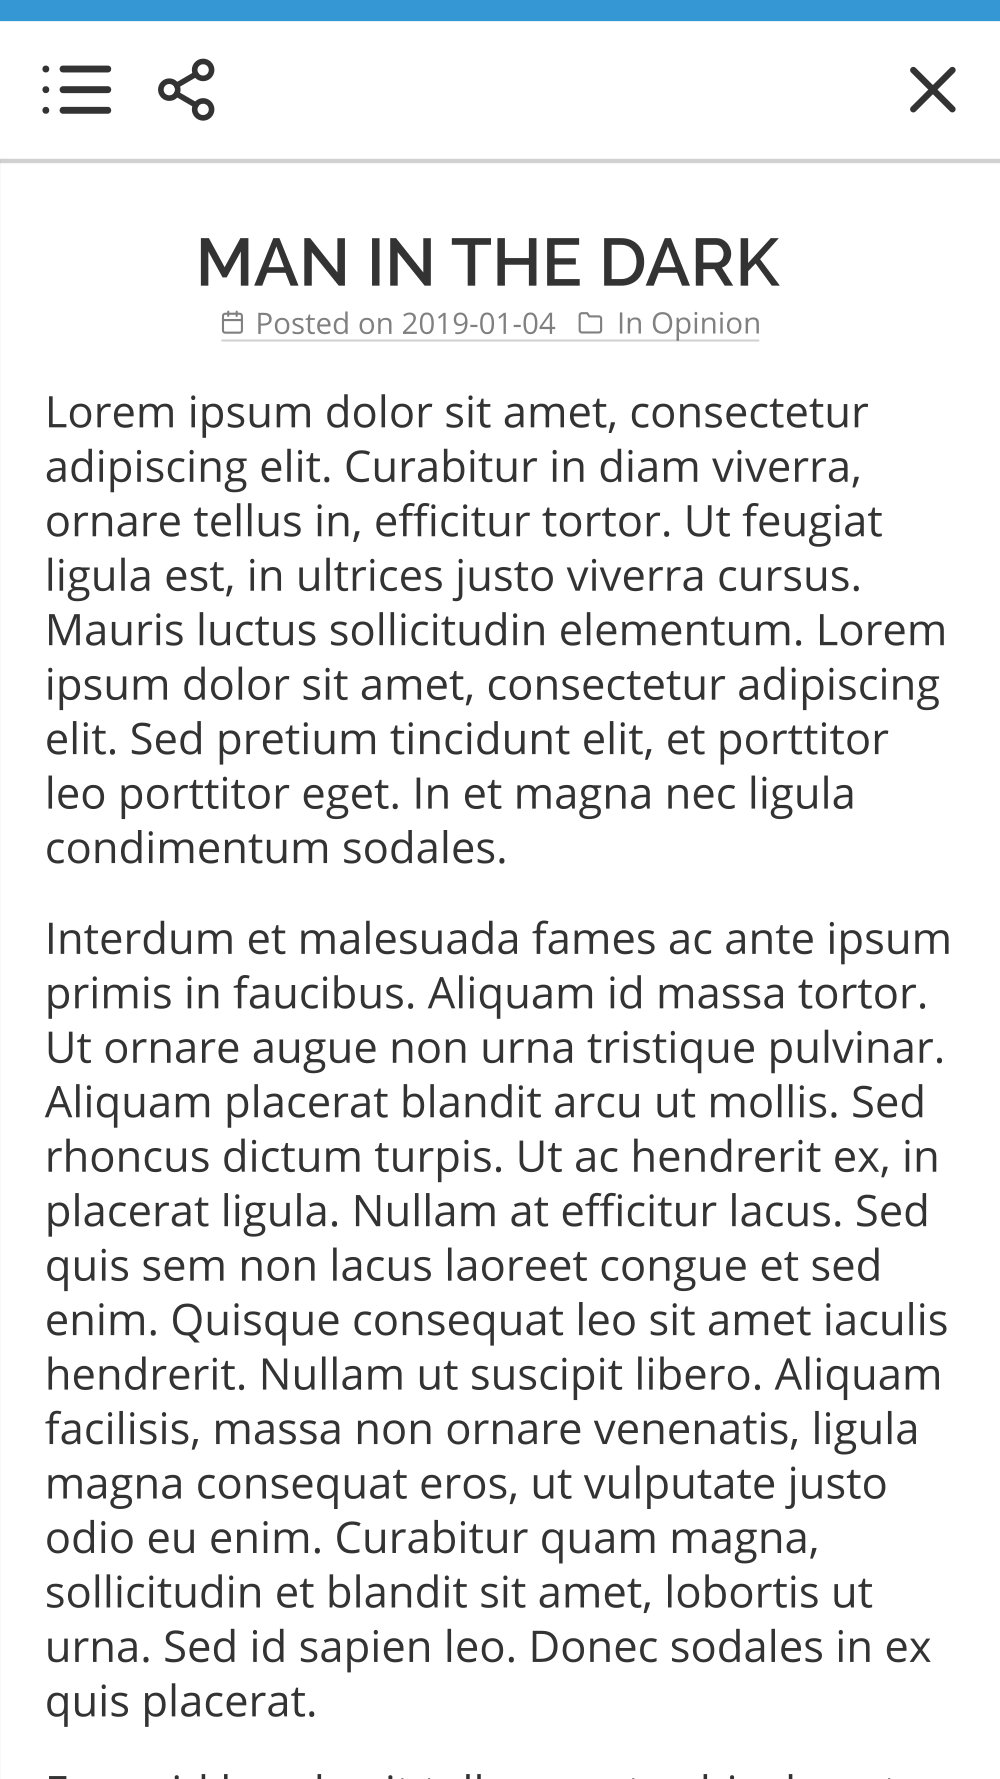 MAN IN THE DARK
Posted on 2019-01-04 In Opinion
Lorem ipsum dolor sit amet, consectetur
adipiscing elit. Curabitur in diam viverra,
ornare tellus in, efficitur tortor. Ut feugiat
ligula est, in ultrices justo viverra cursus.
Mauris luctus sollicitudin elementum. Lorem
ipsum dolor sit amet, consectetur adipiscing
elit. Sed pretium tincidunt elit, et porttitor
leo porttitor eget. In et magna nec ligula
condimentum sodales.
Interdum et malesuada fames ac ante ipsum
primis in faucibus. Aliquam id massa tortor.
Ut ornare augue non urna tristique pulvinar.
Aliquam placerat blandit arcu ut mollis. Sed
rhoncus dictum turpis. Ut ac hendrerit ex, in
placerat ligula. Nullam at efficitur lacus. Sed
quis sem non lacus laoreet congue et sed
enim. Quisque consequat leo sit amet iaculis
hendrerit. Nullam ut suscipit libero. Aliquam
facilisis, massa non ornare venenatis, ligula
magna consequat eros, ut vulputate justo
odio eu enim. Curabitur quam magna,
sollicitudin et blandit sit amet, lobortis ut
urna. Sed id sapien leo. Donec sodales in ex
quis placerat.